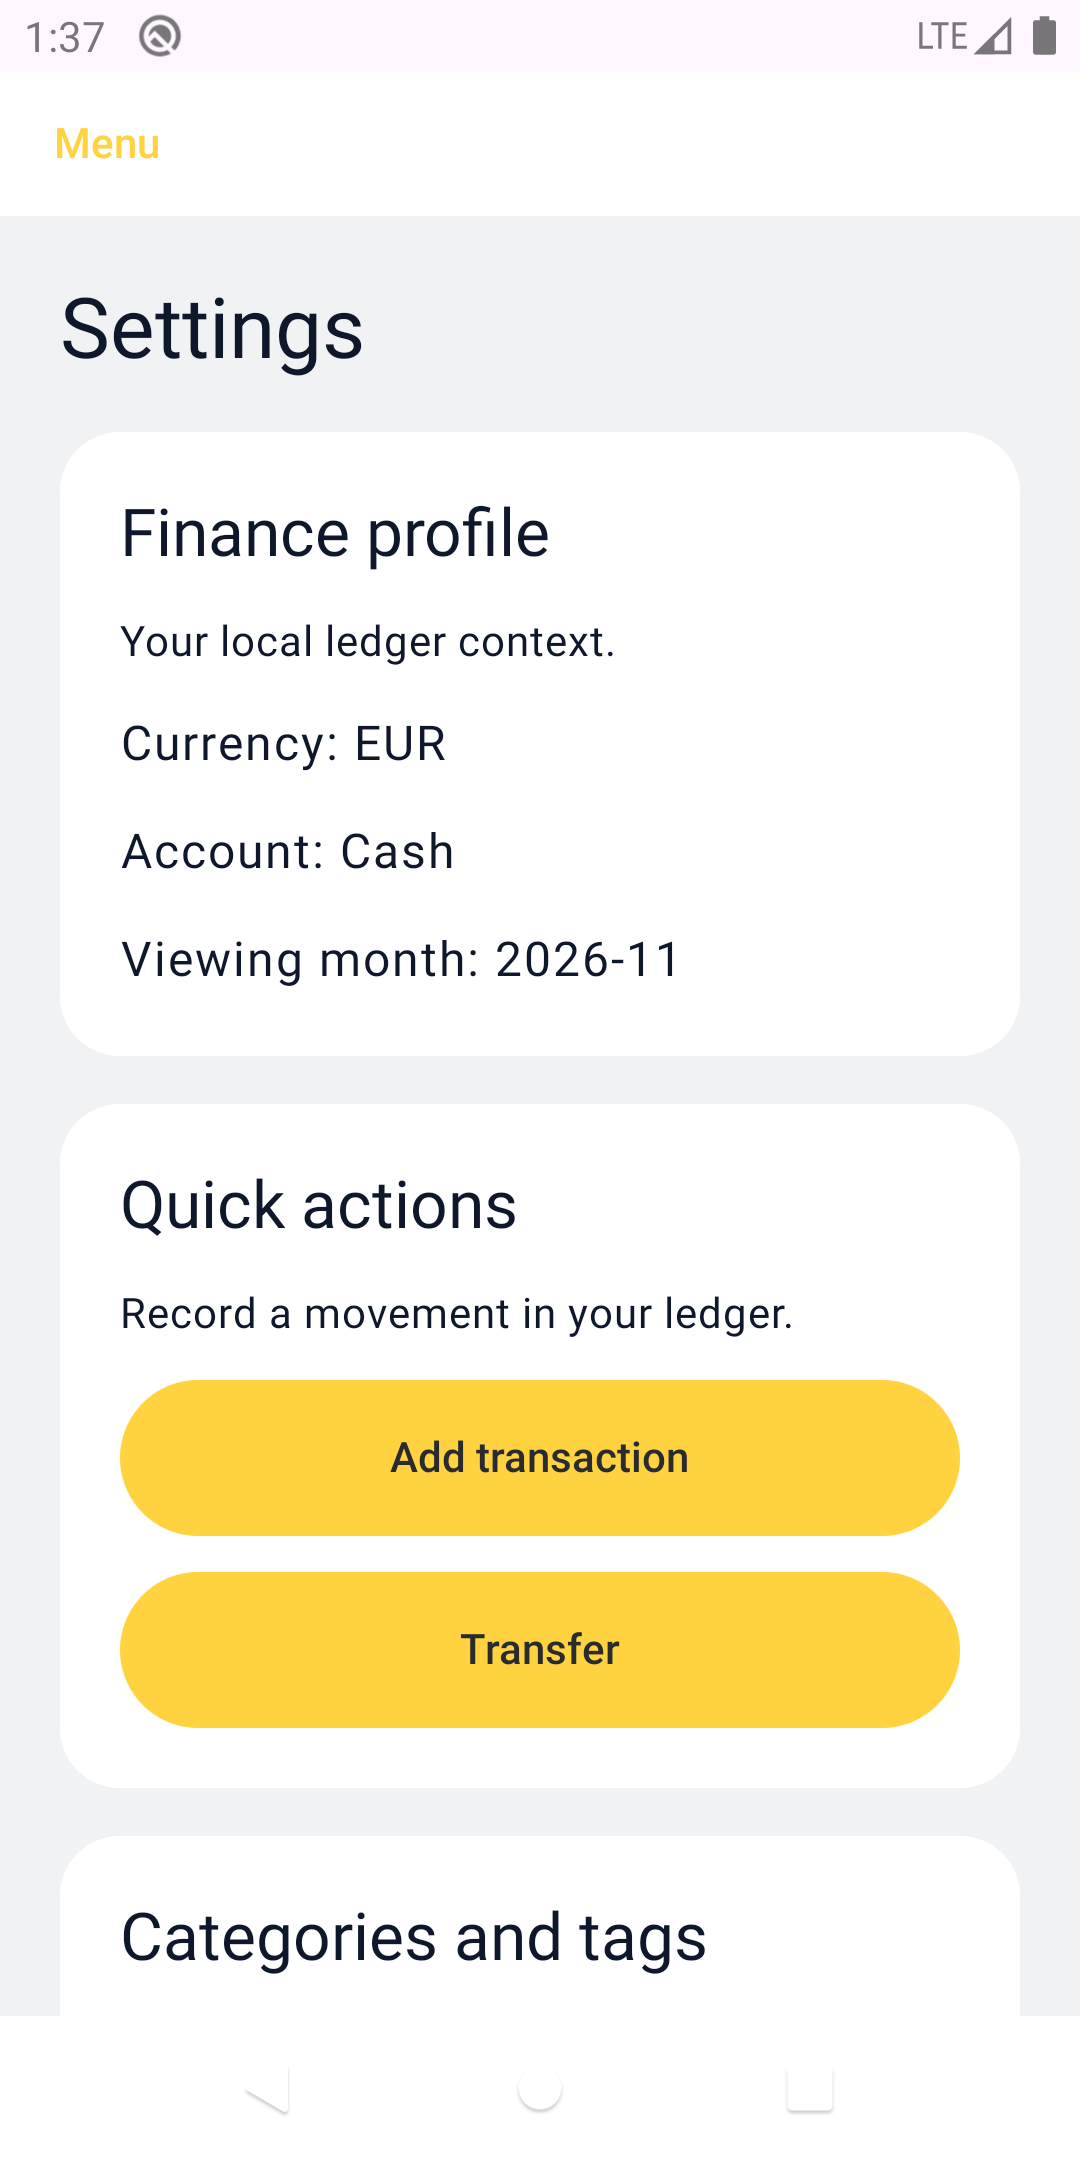 1:37
LTE
Menu
Settings
Finance profile
Your local ledger context.
Currency: EUR
Account: Cash
Viewing month: 2026-11
Quick actions
Record a movement in your ledger.
Add transaction
Transfer
Categories and tags